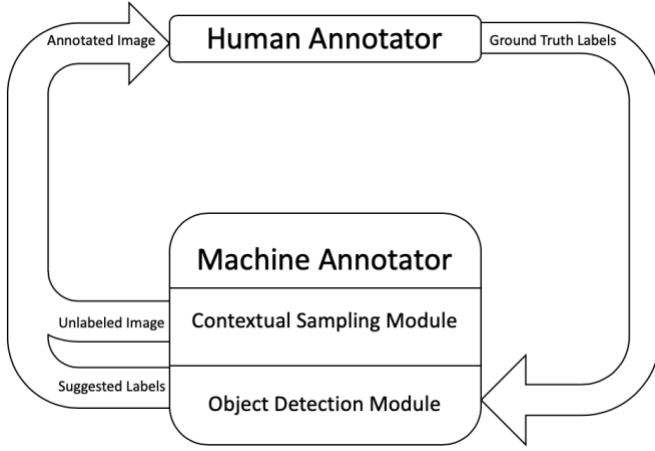 Annotated Image
Human Annotator
Ground Truth Labels
Machine Annotator
Unlabeled Image
Contextual Sampling Module
Suggested Labels
Object Detection Module